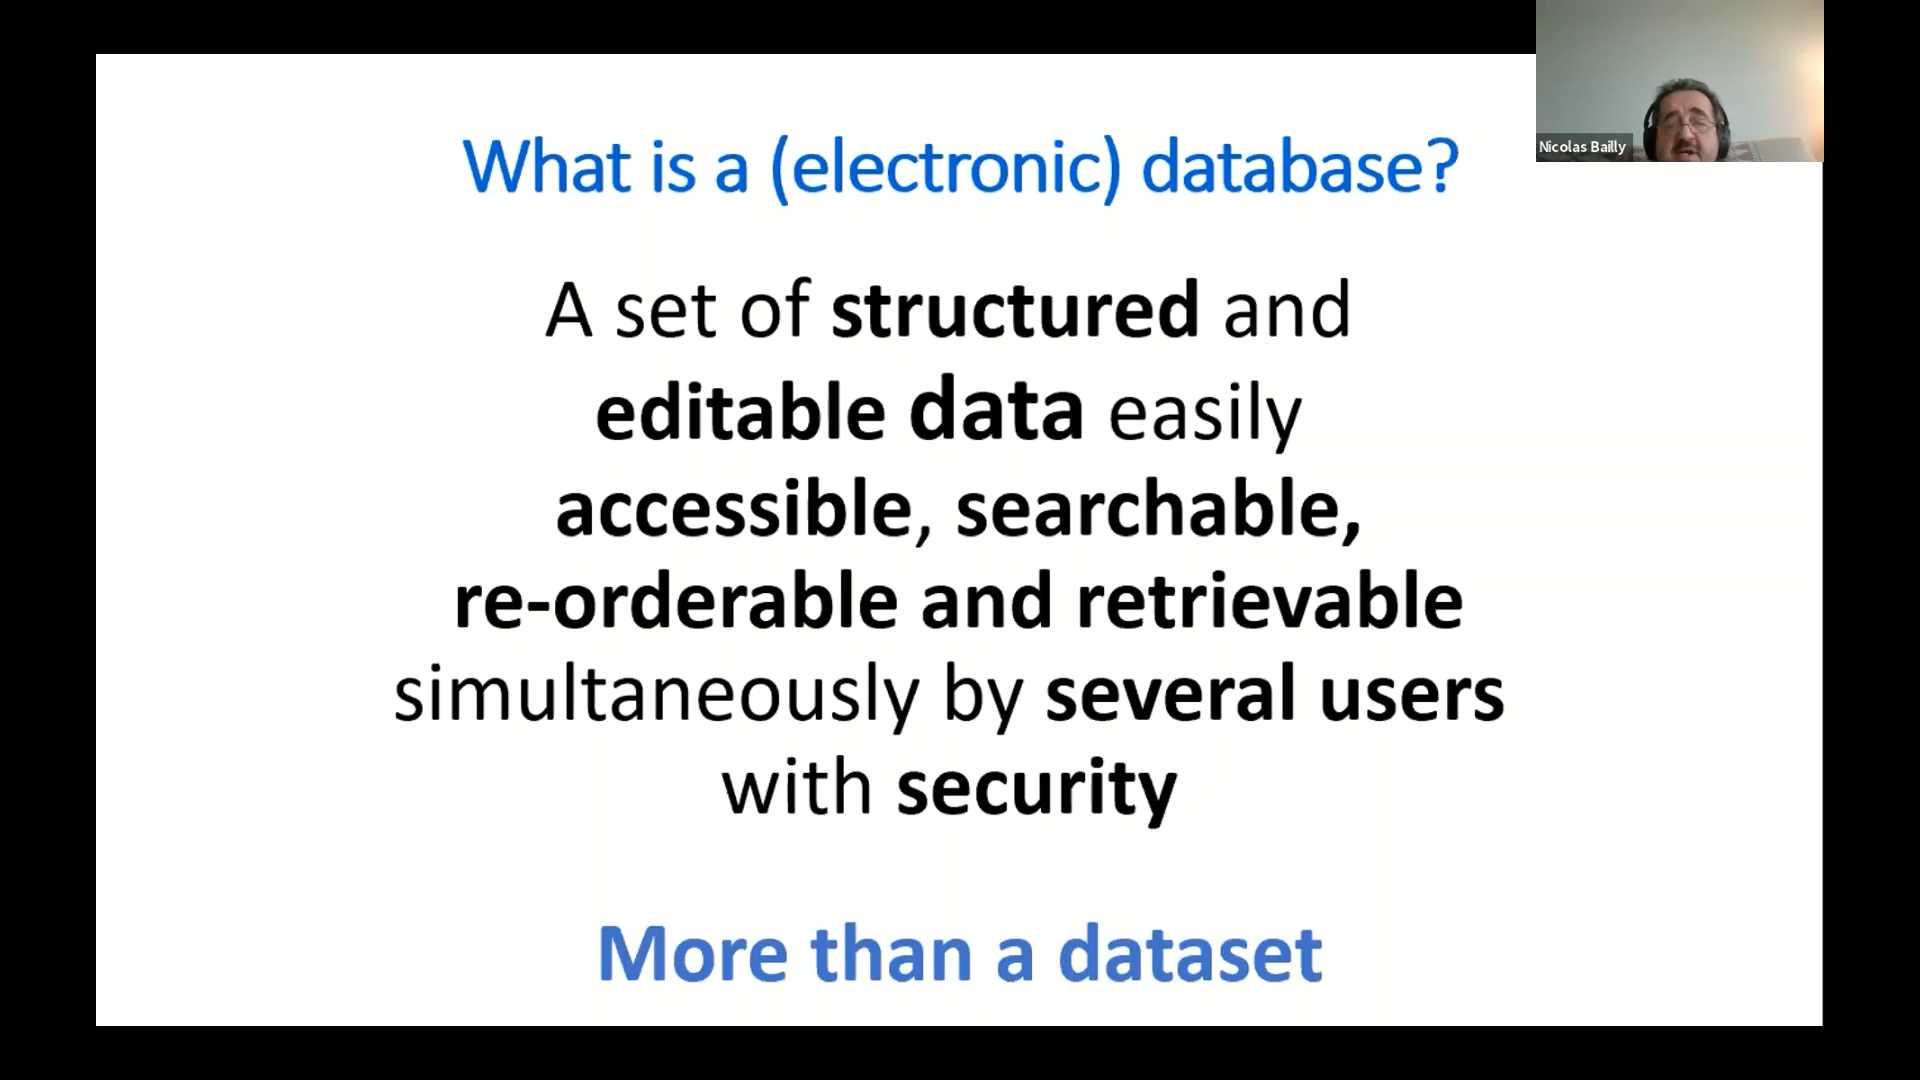 What is a (electronic) database?
Nicolas Bailly
A set of structured and
editable data easily
accessible, searchable,
re-orderable and retrievable
simultaneously by several users
with security
More than a dataset